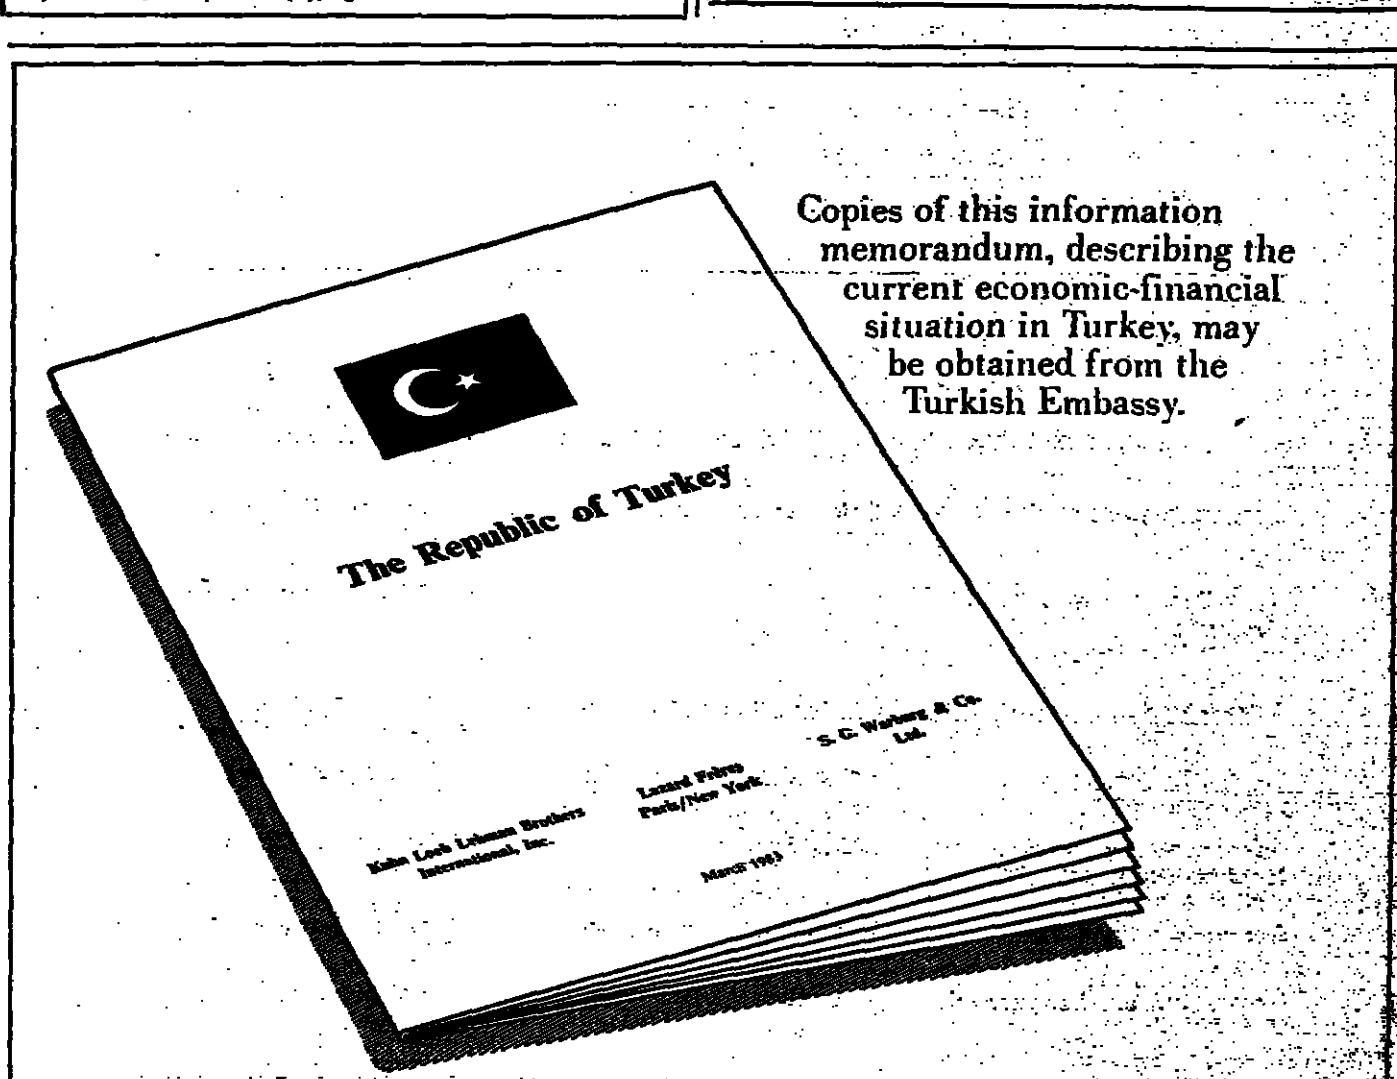 Copies of this information
memorandum, describing the
current economic-financial
situation in Turkey, may
be obtained from the
Turkish Embassy.
The Republic of Turkey
Kuhn Loeb Lehman Brothers
International, Inc.
Lazard Frères
Paris/New York
S. G. Warburg & Co.
Ltd.
March 1983